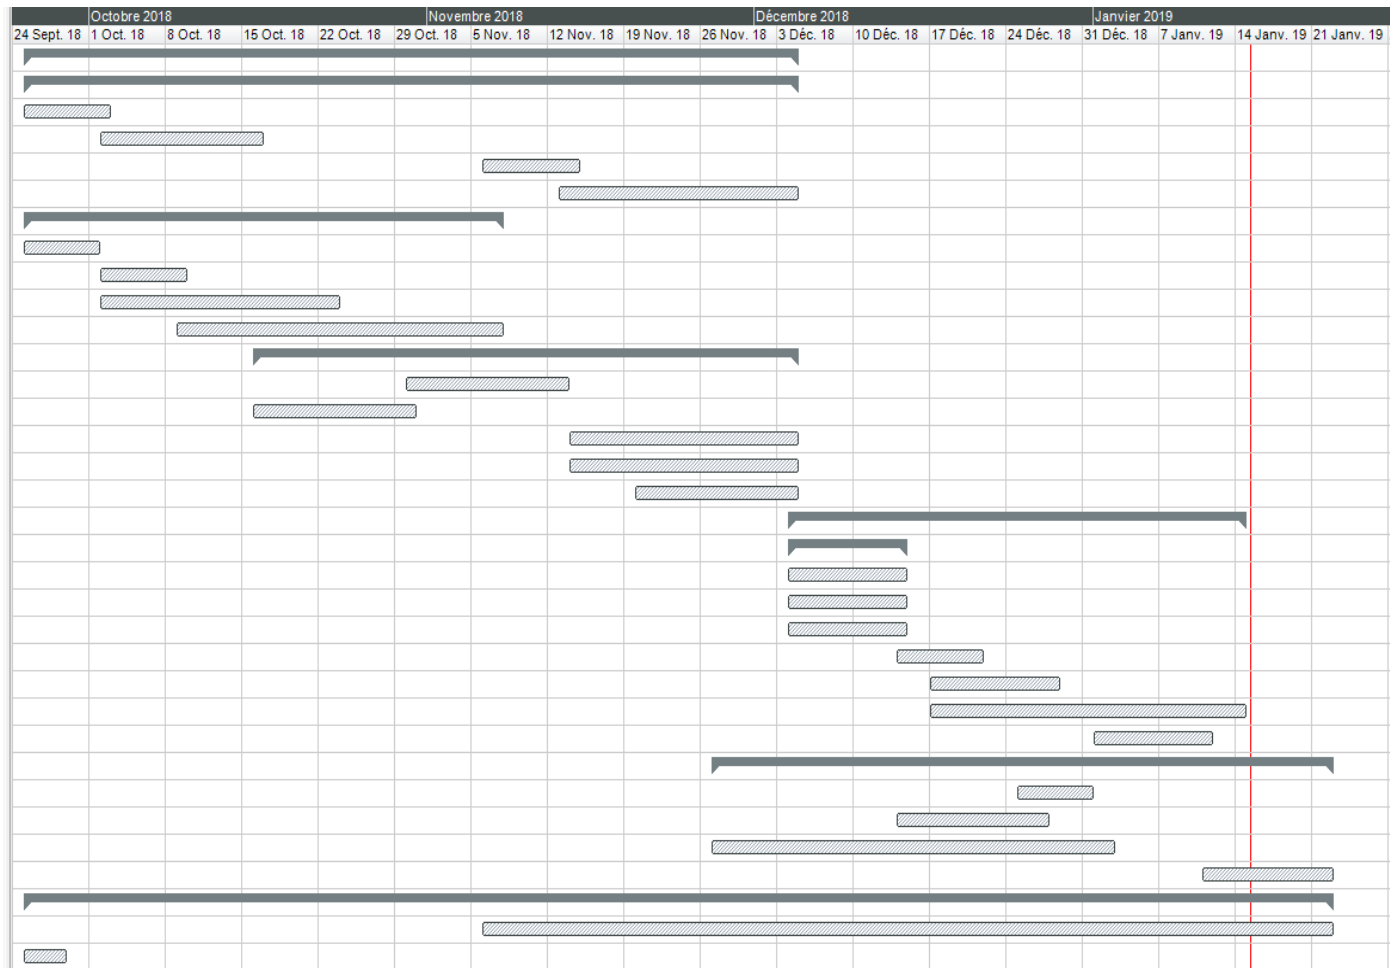 Octobre 2018 Novembre 2018 Décembre 2018 Janvier 2019
24 Sept. 18 1 Oct. 18 8 Oct. 18 15 Oct. 18 22 Oct. 18 29 Oct. 18 5 Nov. 18 12 Nov. 18 19 Nov. 18 26 Nov. 18 3 Déc. 18 10 Déc. 18 17 Déc. 18 24 Déc. 18 31 Déc. 18 7 Janv. 19 14 Janv. 19 21 Janv. 19